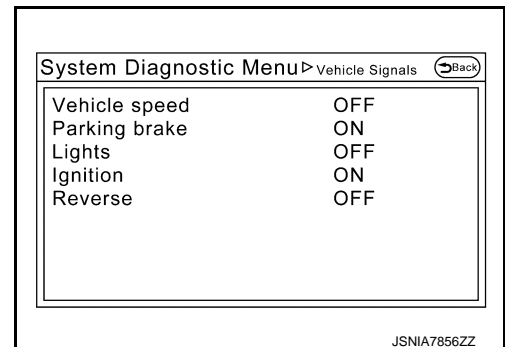 System Diagnostic Menu ▷ Vehicle Signals Back
Vehicle speed OFF
Parking brake ON
Lights OFF
Ignition ON
Reverse OFF
JSNIA7856ZZ